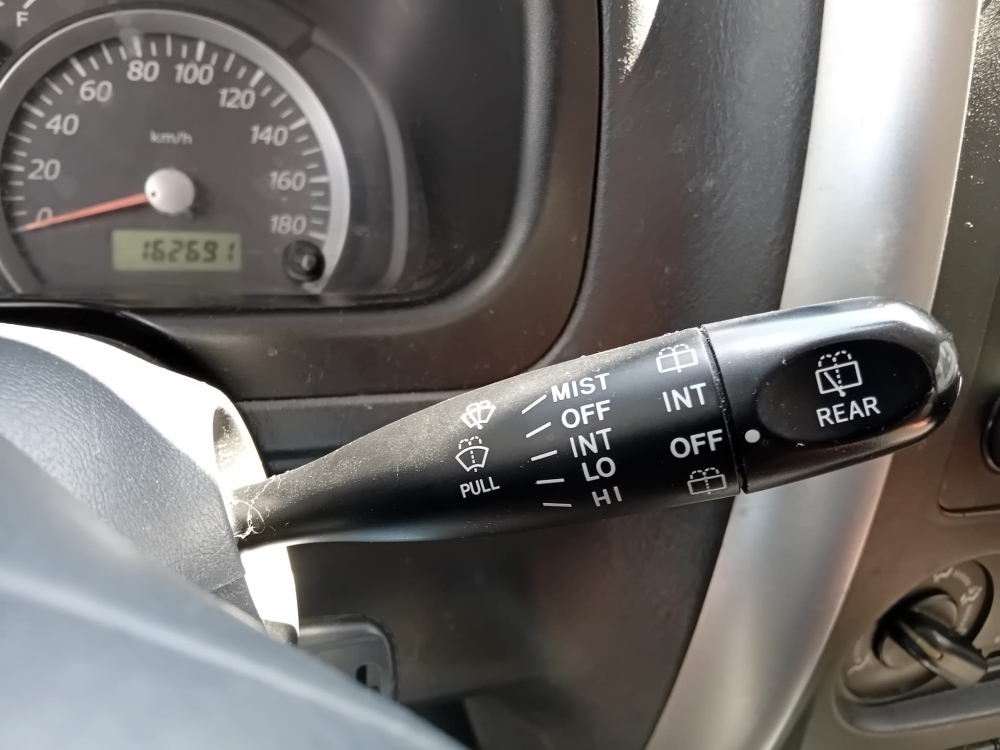 F
0
20
40
60
80
100
120
140
160
180
km/h
162691
PULL
MIST
OFF
INT
LO
HI
INT
OFF
REAR